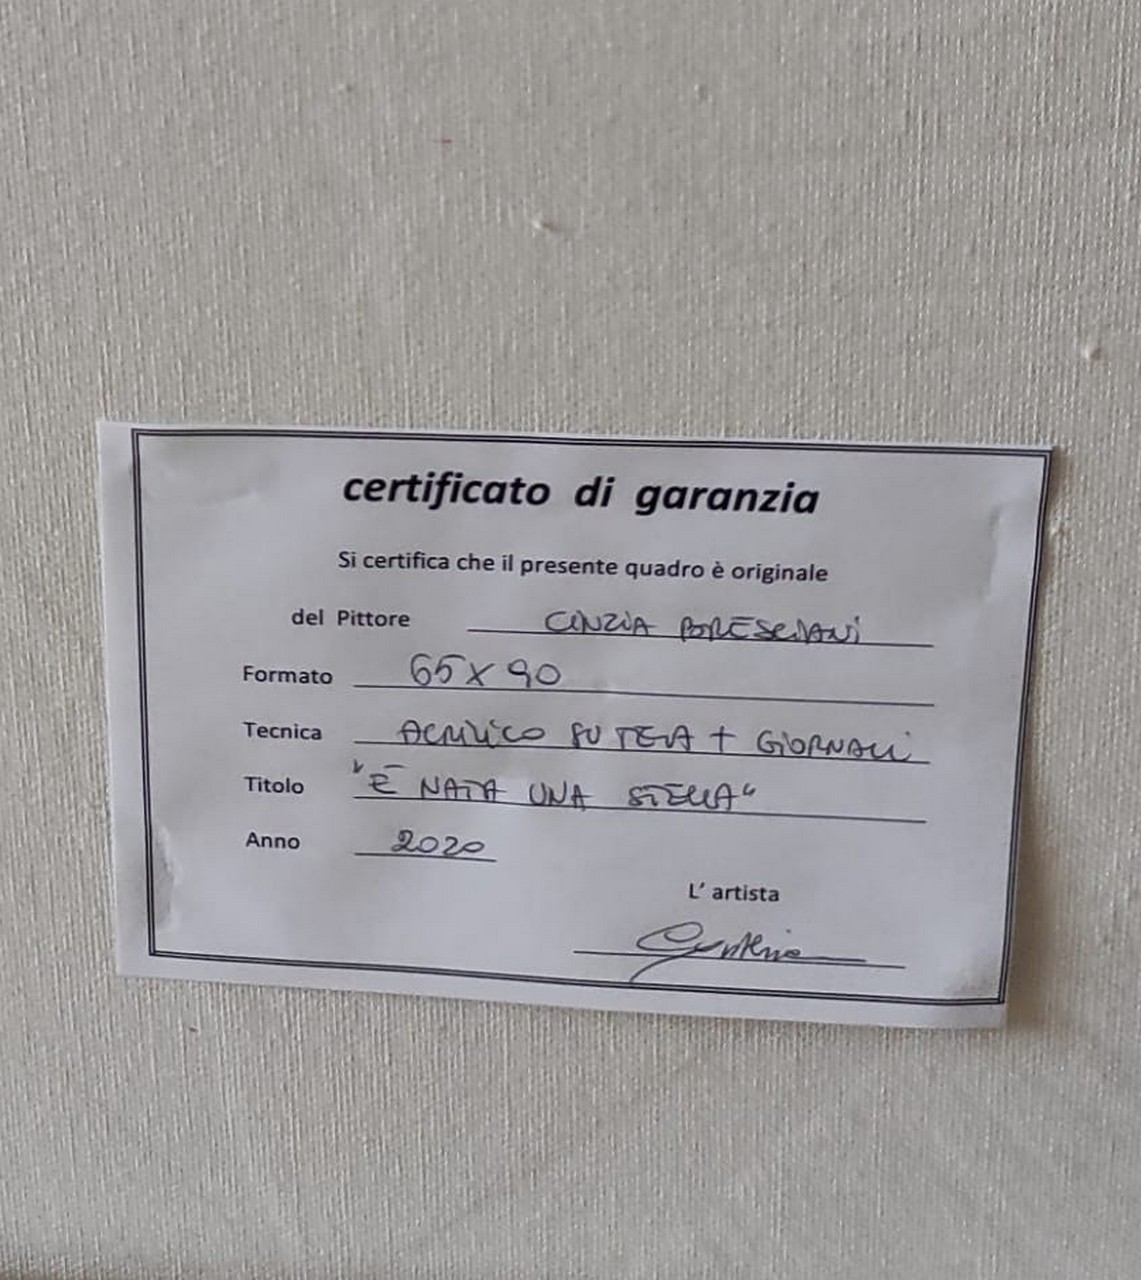 certificato di garanzia
Si certifica che il presente quadro è originale
del Pittore CINZIA BRESCIANI
Formato 65 X 90
Tecnica ACRILICO SU TELA + GIORNALI
Titolo "È NATA UNA STELLA"
Anno 2020
L' artista